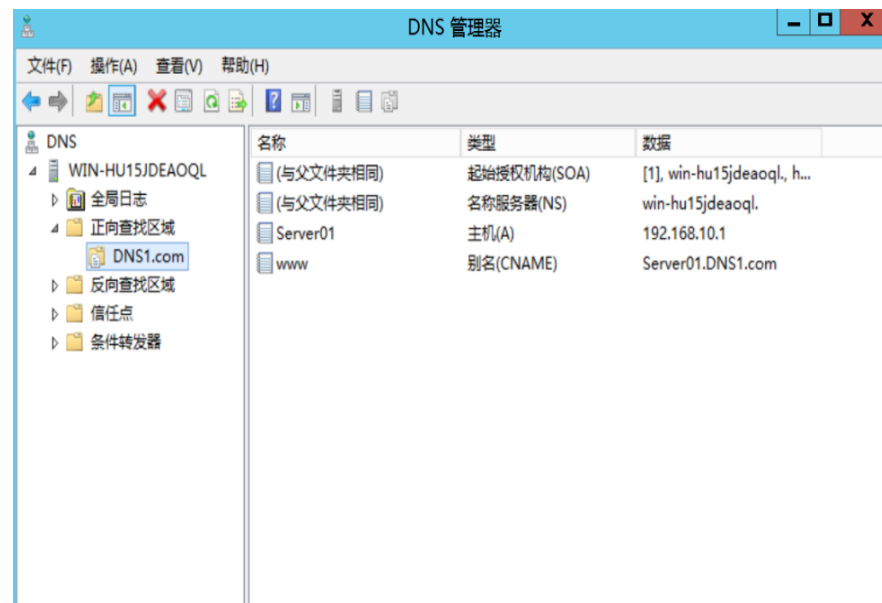 DNS 管理器
文件(F) 操作(A) 查看(V) 帮助(H)
DNS
WIN-HU15JDEAOQL
全局日志
正向查找区域
DNS1.com
反向查找区域
信任点
条件转发器
名称 类型 数据
(与父文件夹相同) 起始授权机构(SOA) [1], win-hu15jdeaoql., h...
(与父文件夹相同) 名称服务器(NS) win-hu15jdeaoql.
Server01 主机(A) 192.168.10.1
www 别名(CNAME) Server01.DNS1.com